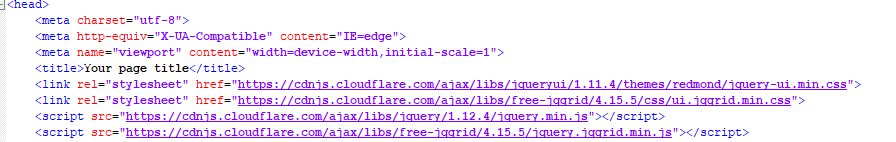 <head>
<meta charset="utf-8">
<meta http-equiv="X-UA-Compatible" content="IE=edge">
<meta name="viewport" content="width=device-width,initial-scale=1">
<title>Your page title</title>
<link rel="stylesheet" href="https://cdnjs.cloudflare.com/ajax/libs/jqueryui/1.11.4/themes/redmond/jquery-ui.min.css">
<link rel="stylesheet" href="https://cdnjs.cloudflare.com/ajax/libs/free-jqgrid/4.15.5/css/ui.jqgrid.min.css">
<script src="https://cdnjs.cloudflare.com/ajax/libs/jquery/1.12.4/jquery.min.js"></script>
<script src="https://cdnjs.cloudflare.com/ajax/libs/free-jqgrid/4.15.5/jquery.jqgrid.min.js"></script>